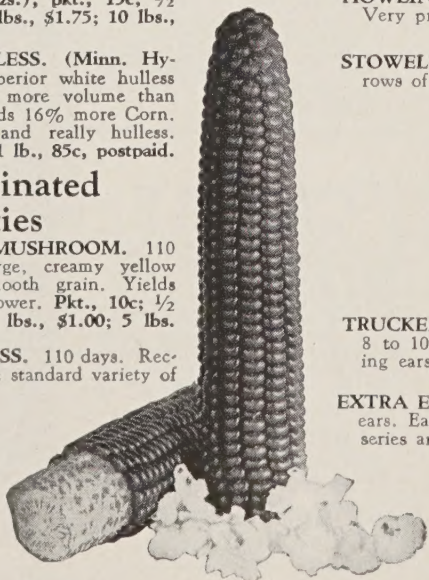 lbs., $1.75; 10 lbs.,
LESS. (Minn. Hy-
perior white hulless
more volume than
ds 16% more Corn.
and really hulless.
1 lb., 85c, postpaid.
inated
ies
MUSHROOM. 110
rge, creamy yellow
ooth grain. Yields
ower. Pkt., 10c; ½
lbs., $1.00; 5 lbs.
SS. 110 days. Rec-
standard variety of
Very pr
STOWEL
rows of
TRUCKE
8 to 10
ing ears
EXTRA E
ears. Ea
series ar